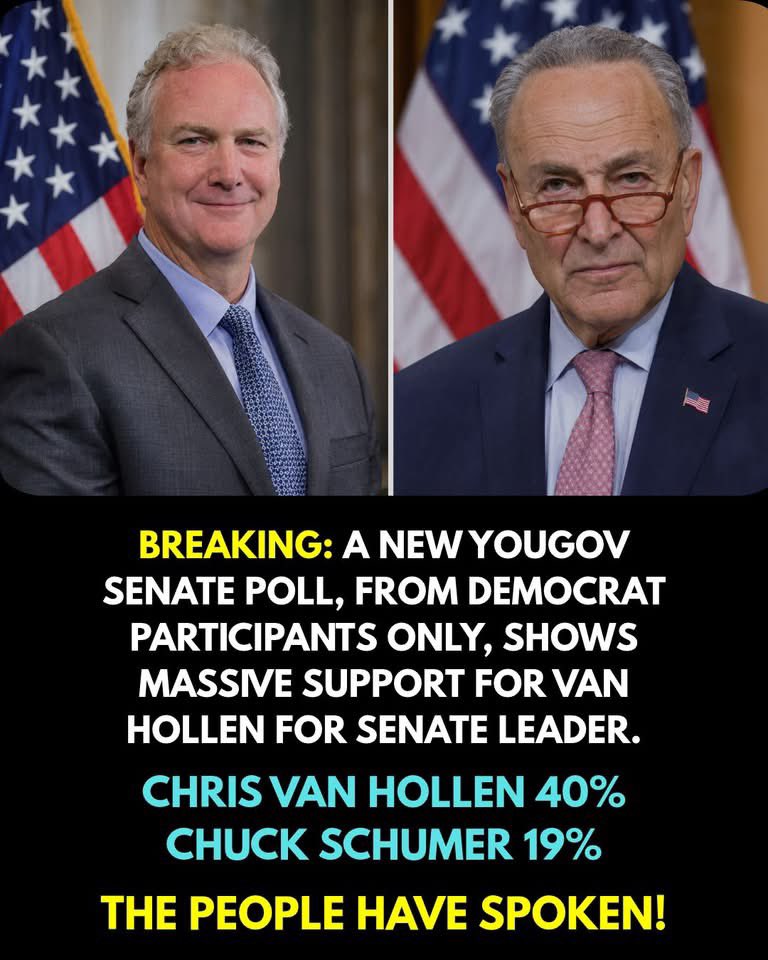 BREAKING: A NEW YOUGOV
SENATE POLL, FROM DEMOCRAT
PARTICIPANTS ONLY, SHOWS
MASSIVE SUPPORT FOR VAN
HOLLEN FOR SENATE LEADER.
CHRIS VAN HOLLEN 40%
CHUCK SCHUMER 19%
THE PEOPLE HAVE SPOKEN!